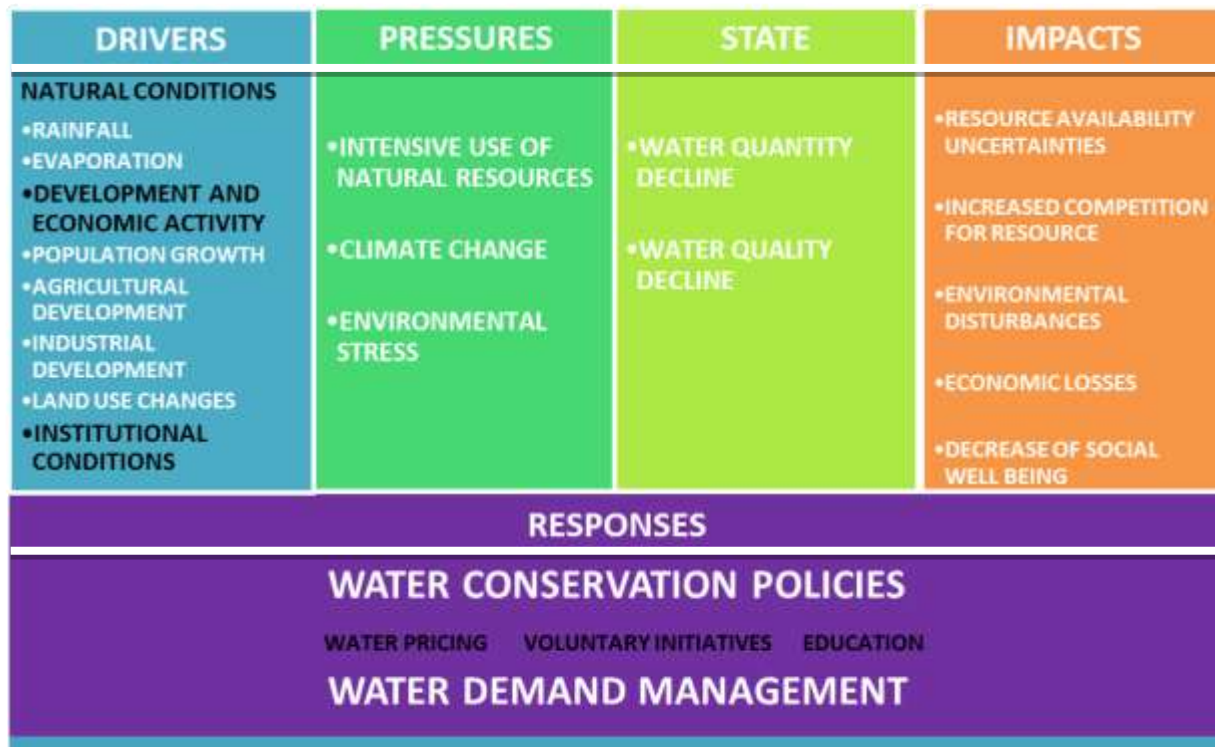 DRIVERS
NATURAL CONDITIONS
•RAINFALL
•EVAPORATION
•DEVELOPMENT AND
ECONOMIC ACTIVITY
•POPULATION GROWTH
•AGRICULTURAL
DEVELOPMENT
•INDUSTRIAL
DEVELOPMENT
•LAND USE CHANGES
•INSTITUTIONAL
CONDITIONS
PRESSURES
•INTENSIVE USE OF
NATURAL RESOURCES
•CLIMATE CHANGE
•ENVIRONMENTAL
STRESS
STATE
•WATER QUANTITY
DECLINE
•WATER QUALITY
DECLINE
IMPACTS
•RESOURCE AVAILABILITY
UNCERTAINTIES
•INCREASED COMPETITION
FOR RESOURCE
•ENVIRONMENTAL
DISTURBANCES
•ECONOMIC LOSSES
•DECREASE OF SOCIAL
WELL BEING
RESPONSES
WATER CONSERVATION POLICIES
WATER PRICING VOLUNTARY INITIATIVES EDUCATION
WATER DEMAND MANAGEMENT